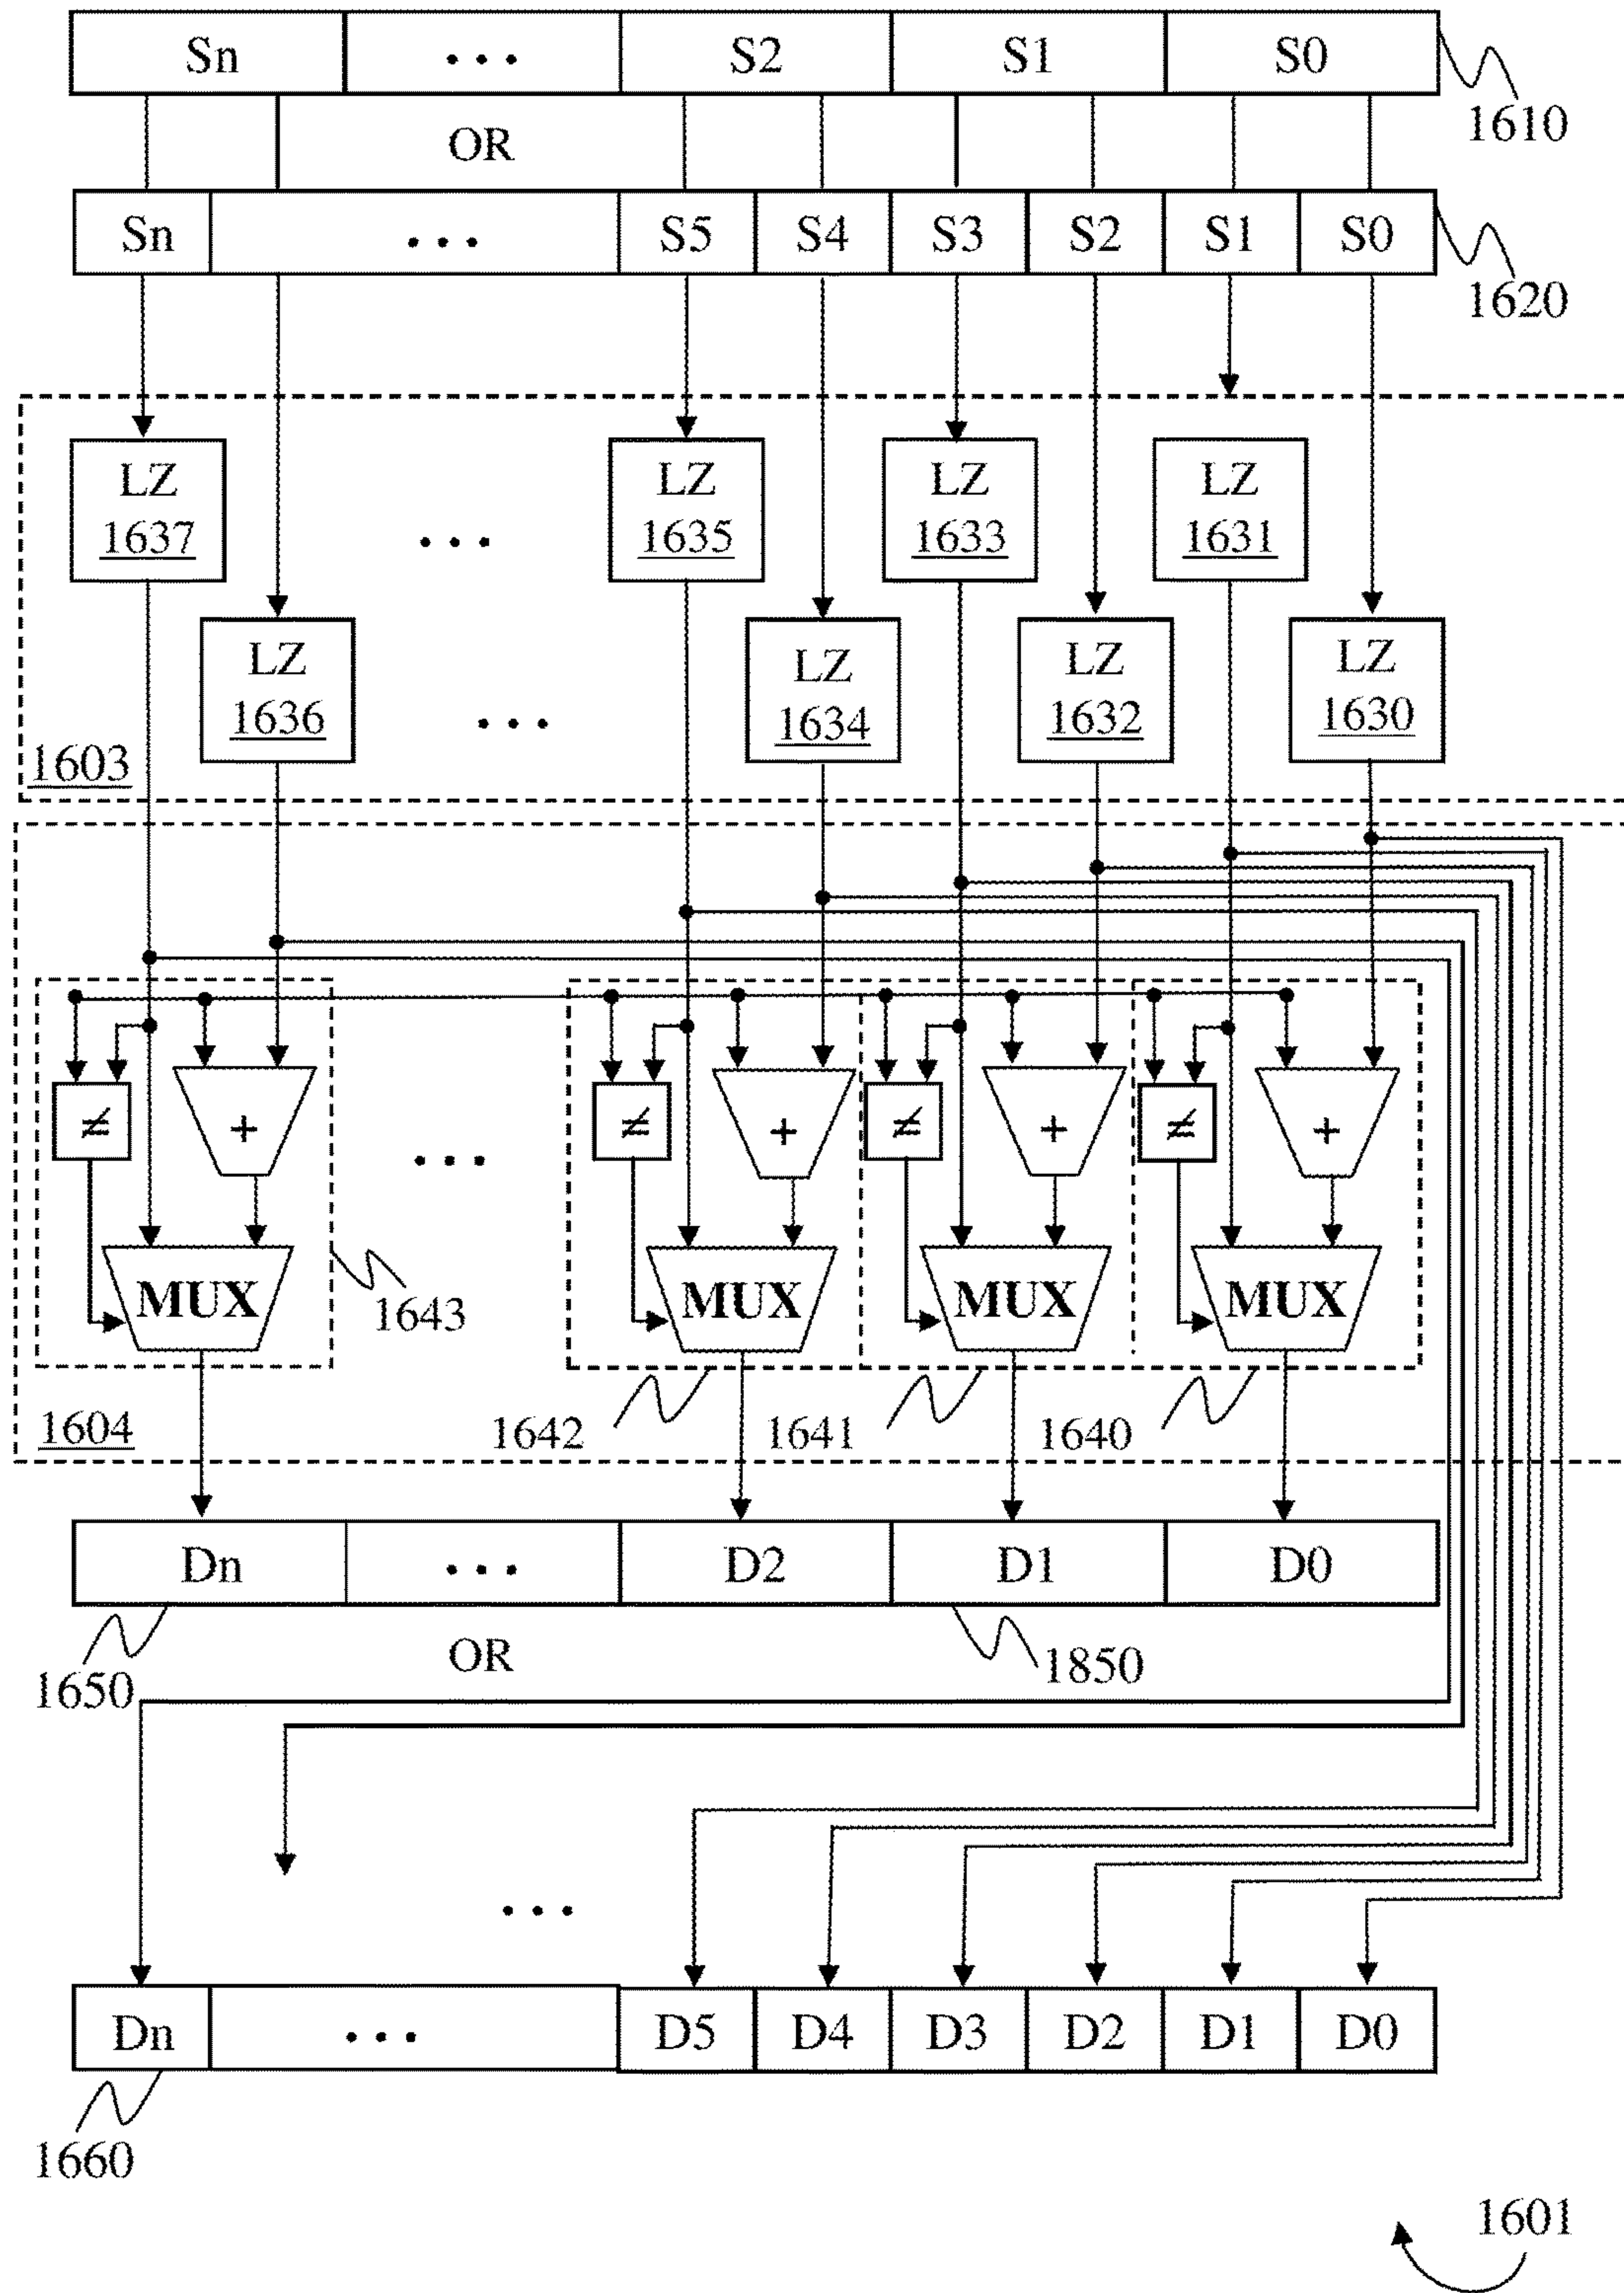 Sn ... S2 S1 S0
1610
OR
Sn ... S5 S4 S3 S2 S1 S0
1620
LZ LZ LZ LZ
1637 ... 1635 1633 1631
LZ LZ LZ LZ
1636 ... 1634 1632 1630
1603
≠ + ≠ + ≠ + ≠ +
...
MUX MUX MUX MUX
1643
1604 1642 1641 1640
Dn ... D2 D1 D0
1650 OR 1850
...
Dn ... D5 D4 D3 D2 D1 D0
1660
1601